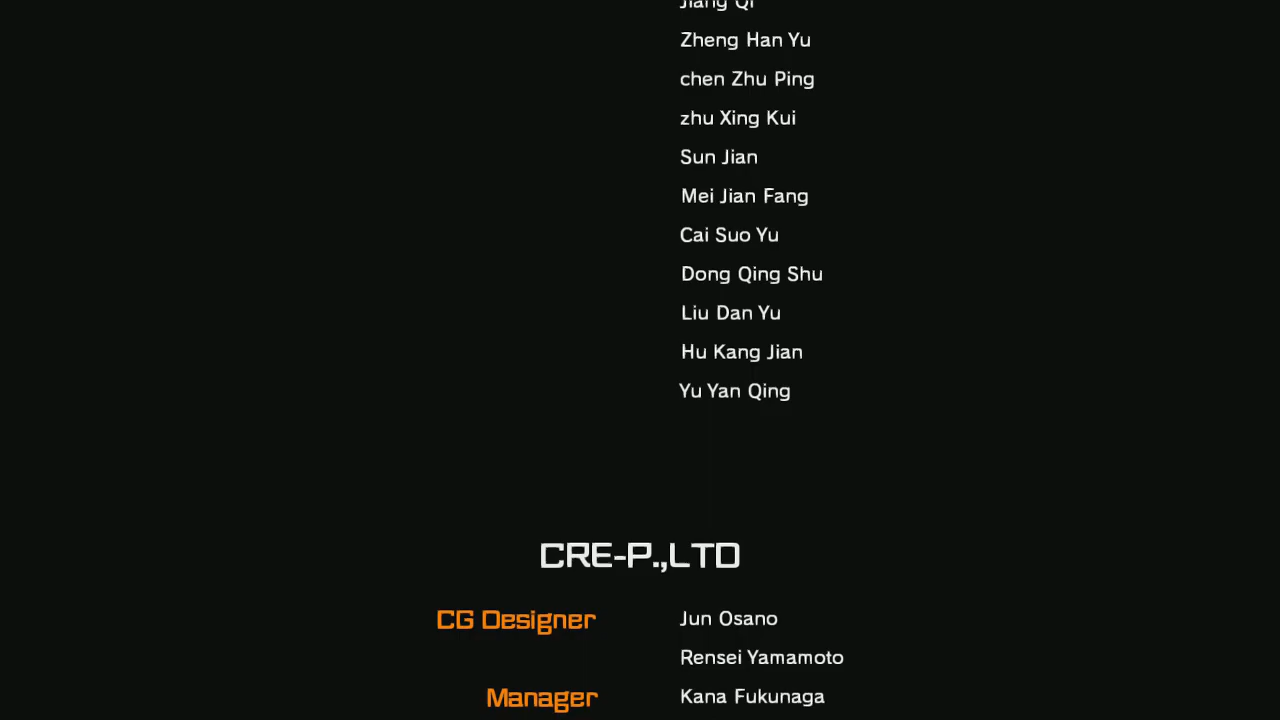 Jiang Qi
Zheng Han Yu
chen Zhu Ping
zhu Xing Kui
Sun Jian
Mei Jian Fang
Cai Suo Yu
Dong Qing Shu
Liu Dan Yu
Hu Kang Jian
Yu Yan Qing
CRE-P.,LTD
CG Designer Jun Osano
Rensei Yamamoto
Manager Kana Fukunaga